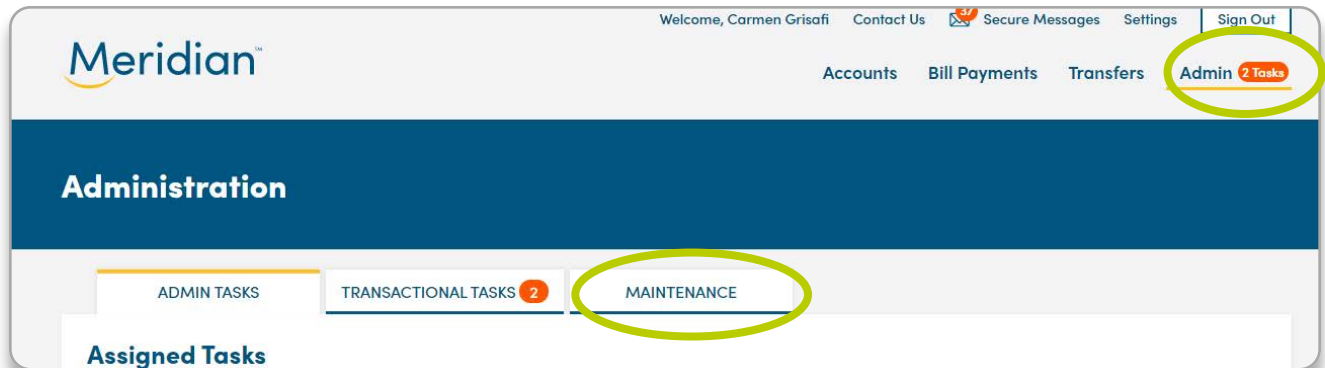 Welcome, Carmen Grisafi Contact Us 37 Secure Messages Settings Sign Out
Meridian™
Accounts Bill Payments Transfers Admin 2 Tasks
Administration
ADMIN TASKS TRANSACTIONAL TASKS 2 MAINTENANCE
Assigned Tasks